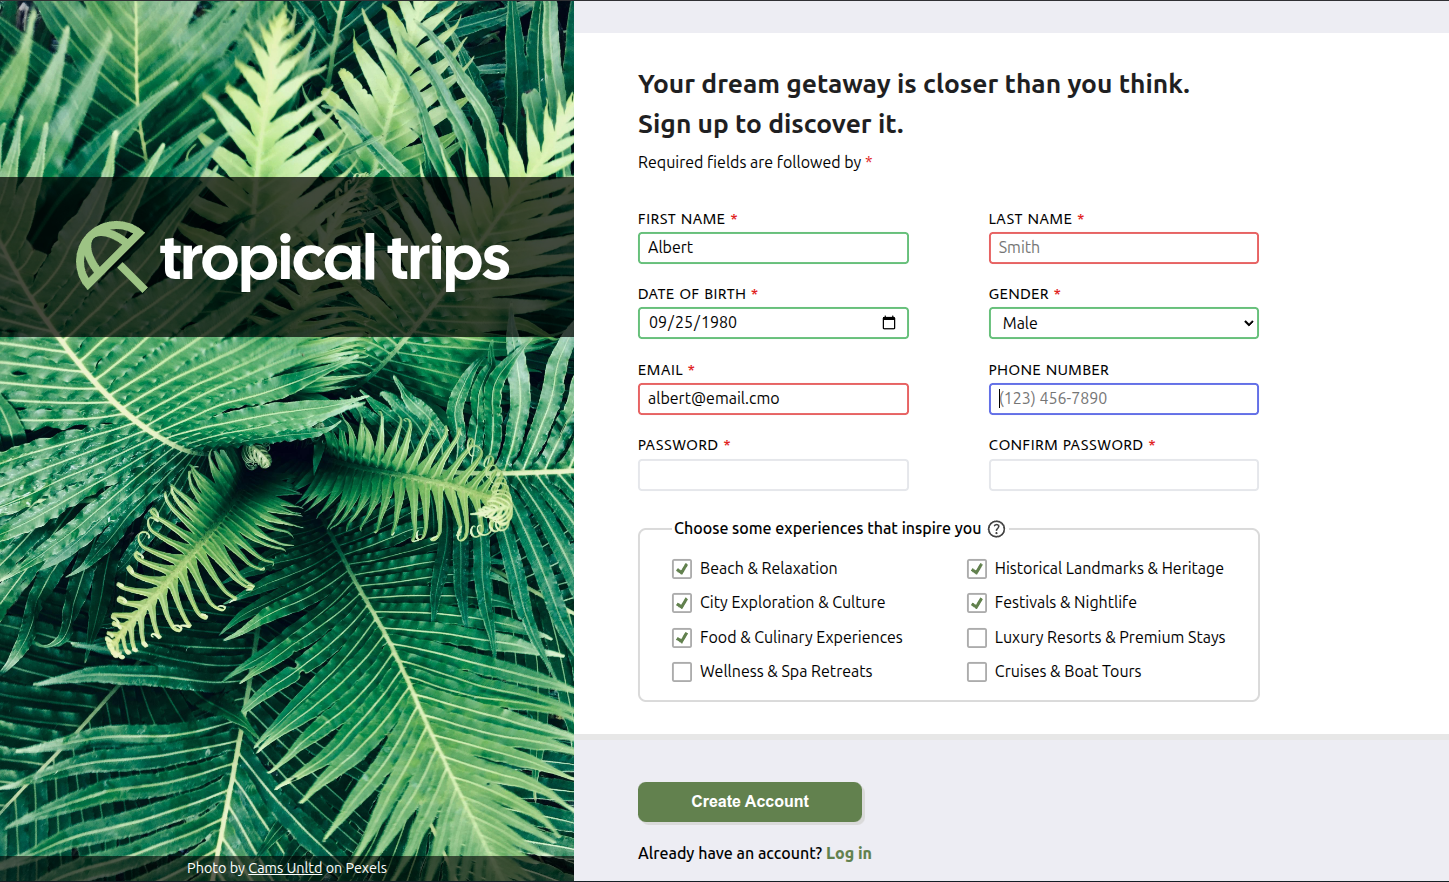 tropical trips
Photo by Cams Unltd on Pexels
Your dream getaway is closer than you think.
Sign up to discover it.
Required fields are followed by *
FIRST NAME *
Albert
LAST NAME *
Smith
DATE OF BIRTH *
09/25/1980
GENDER *
Male
EMAIL *
albert@email.cmo
PHONE NUMBER
(123) 456-7890
PASSWORD *
CONFIRM PASSWORD *
Choose some experiences that inspire you ?
Beach & Relaxation
Historical Landmarks & Heritage
City Exploration & Culture
Festivals & Nightlife
Food & Culinary Experiences
Luxury Resorts & Premium Stays
Wellness & Spa Retreats
Cruises & Boat Tours
Create Account
Already have an account? Log in